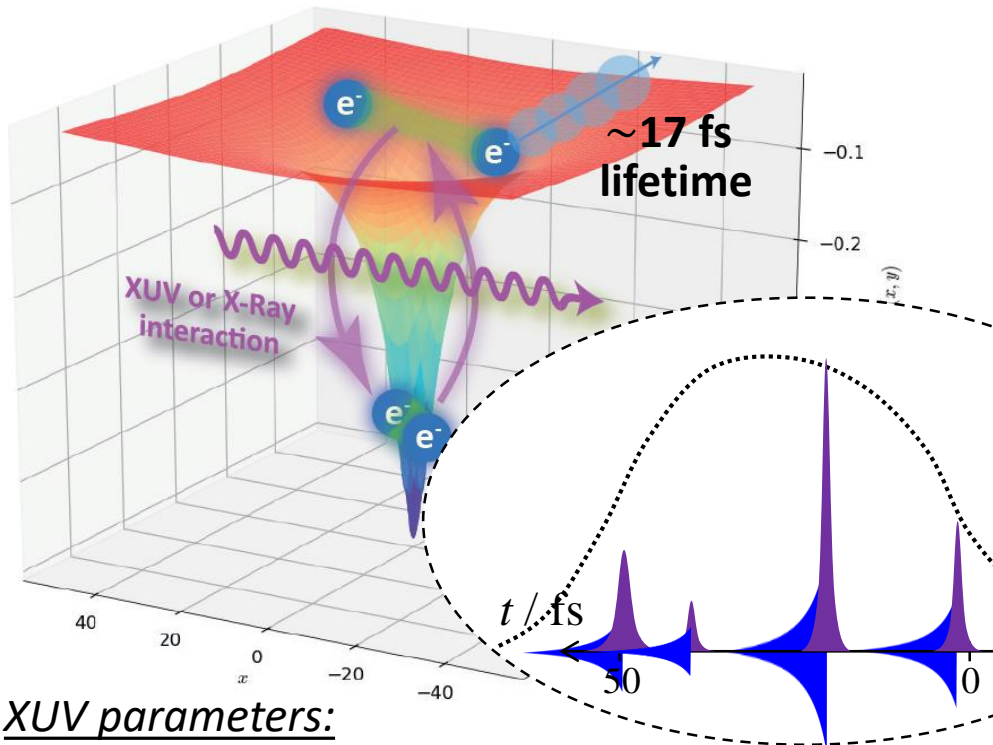 e⁻
e⁻
~17 fs
lifetime
−0.1
−0.2
XUV or X-Ray
interaction
x, y)
e⁻
e⁻
t / fs
50
0
40
20
0
−20
−40
x
XUV parameters: